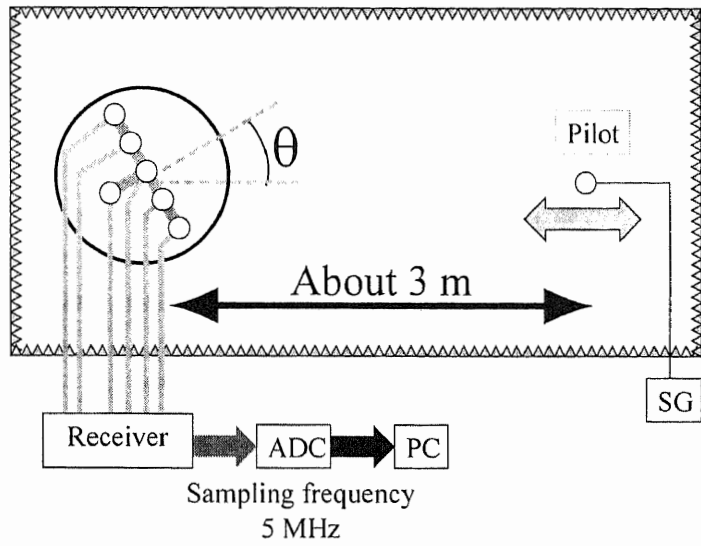 θ
Pilot
About 3 m
SG
Receiver
ADC
PC
Sampling frequency
5 MHz